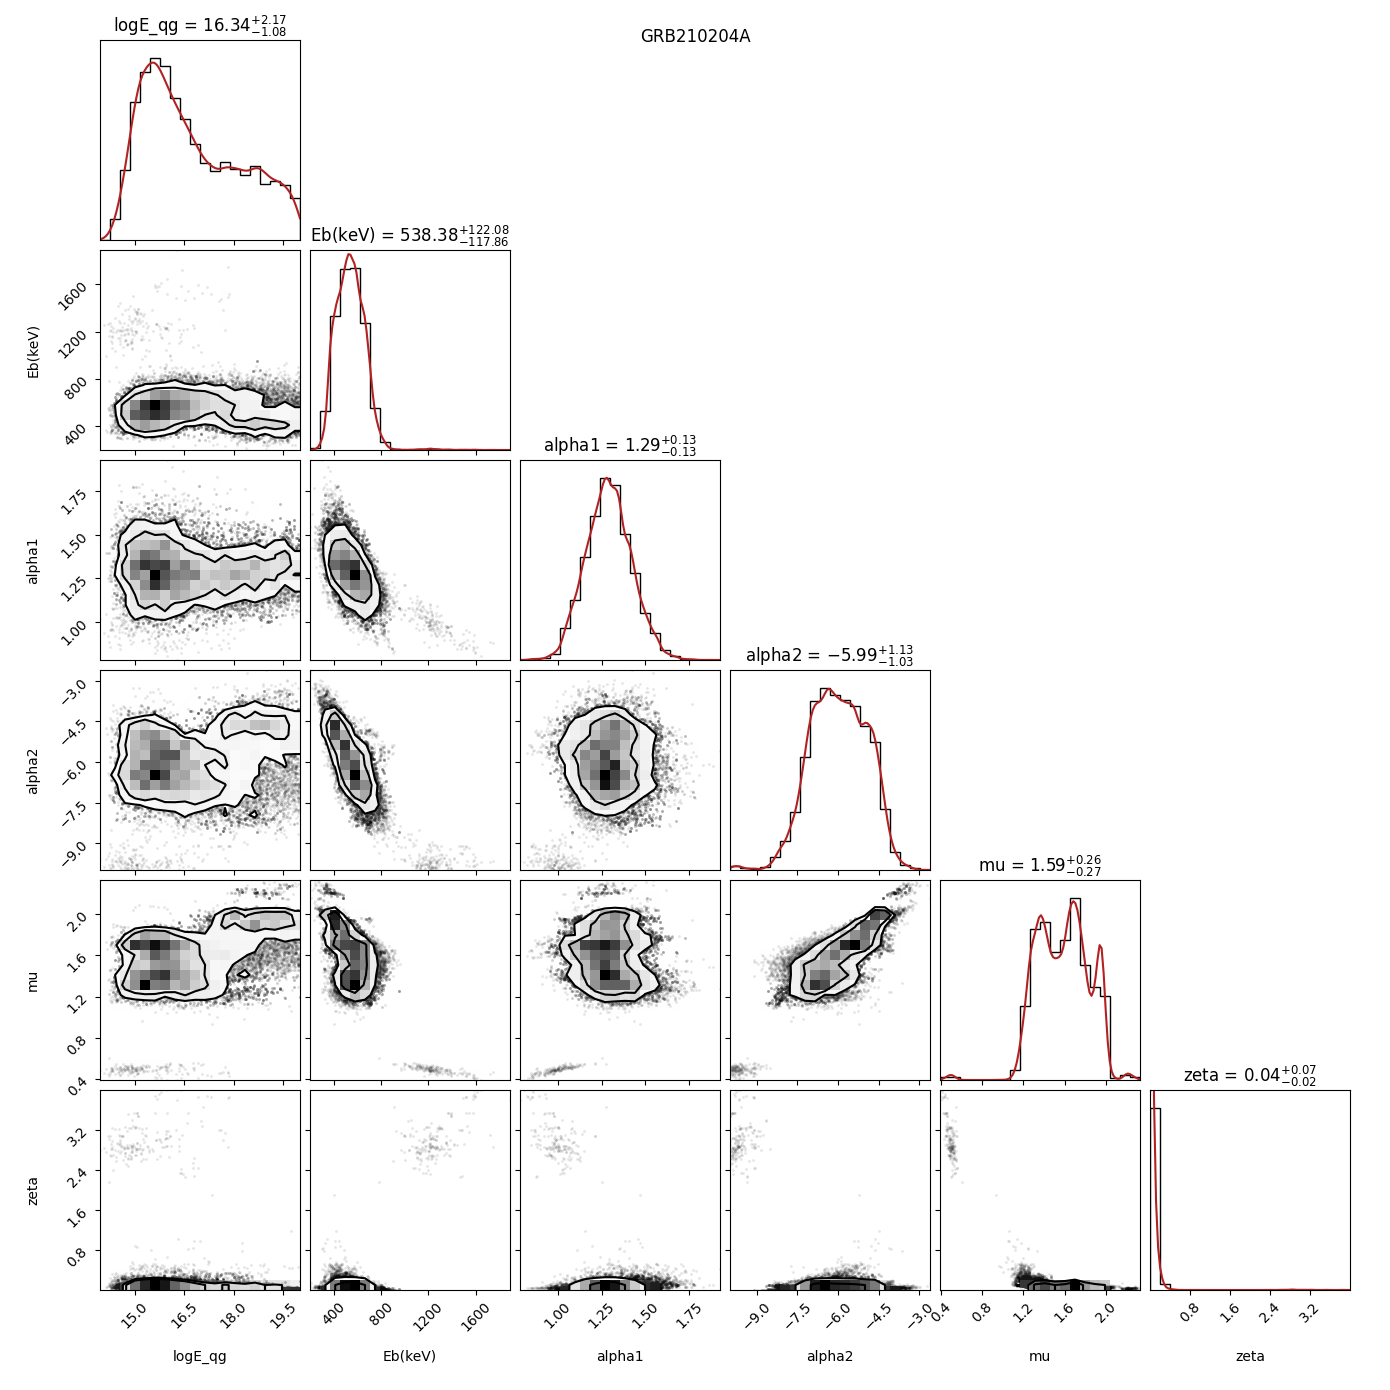 GRB210204A
logE_qg = 16.34 +2.17 −1.08
Eb(keV) = 538.38 +122.08 −117.86
Eb(keV)
1600
1200
800
400
alpha1 = 1.29 +0.13 −0.13
alpha1
1.75
1.50
1.25
1.00
alpha2 = −5.99 +1.13 −1.03
alpha2
−3.0
−4.5
−6.0
−7.5
−9.0
mu = 1.59 +0.26 −0.27
mu
2.0
1.6
1.2
0.8
0.4
zeta = 0.04 +0.07 −0.02
zeta
3.2
2.4
1.6
0.8
15.0 16.5 18.0 19.5
400 800 1200 1600
1.00 1.25 1.50 1.75
−9.0 −7.5 −6.0 −4.5 −3.0
0.4 0.8 1.2 1.6 2.0
0.8 1.6 2.4 3.2
logE_qg Eb(keV) alpha1 alpha2 mu zeta